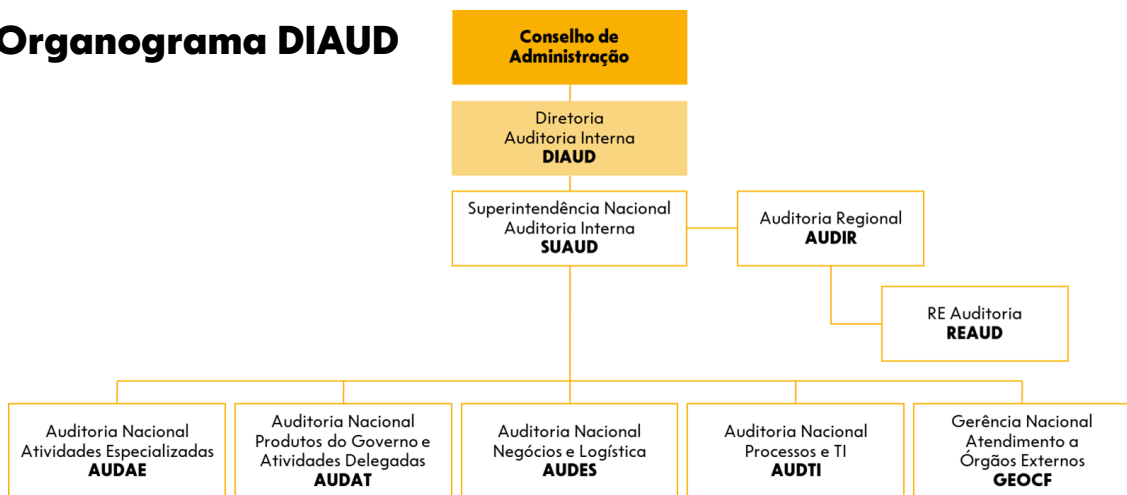 Organograma DIAUD
Conselho de
Administração
Diretoria
Auditoria Interna
DIAUD
Superintendência Nacional
Auditoria Interna
SUAUD
Auditoria Regional
AUDIR
RE Auditoria
REAUD
Auditoria Nacional
Atividades Especializadas
AUDAE
Auditoria Nacional
Produtos do Governo e
Atividades Delegadas
AUDAT
Auditoria Nacional
Negócios e Logística
AUDES
Auditoria Nacional
Processos e TI
AUDTI
Gerência Nacional
Atendimento a
Órgãos Externos
GEOCF